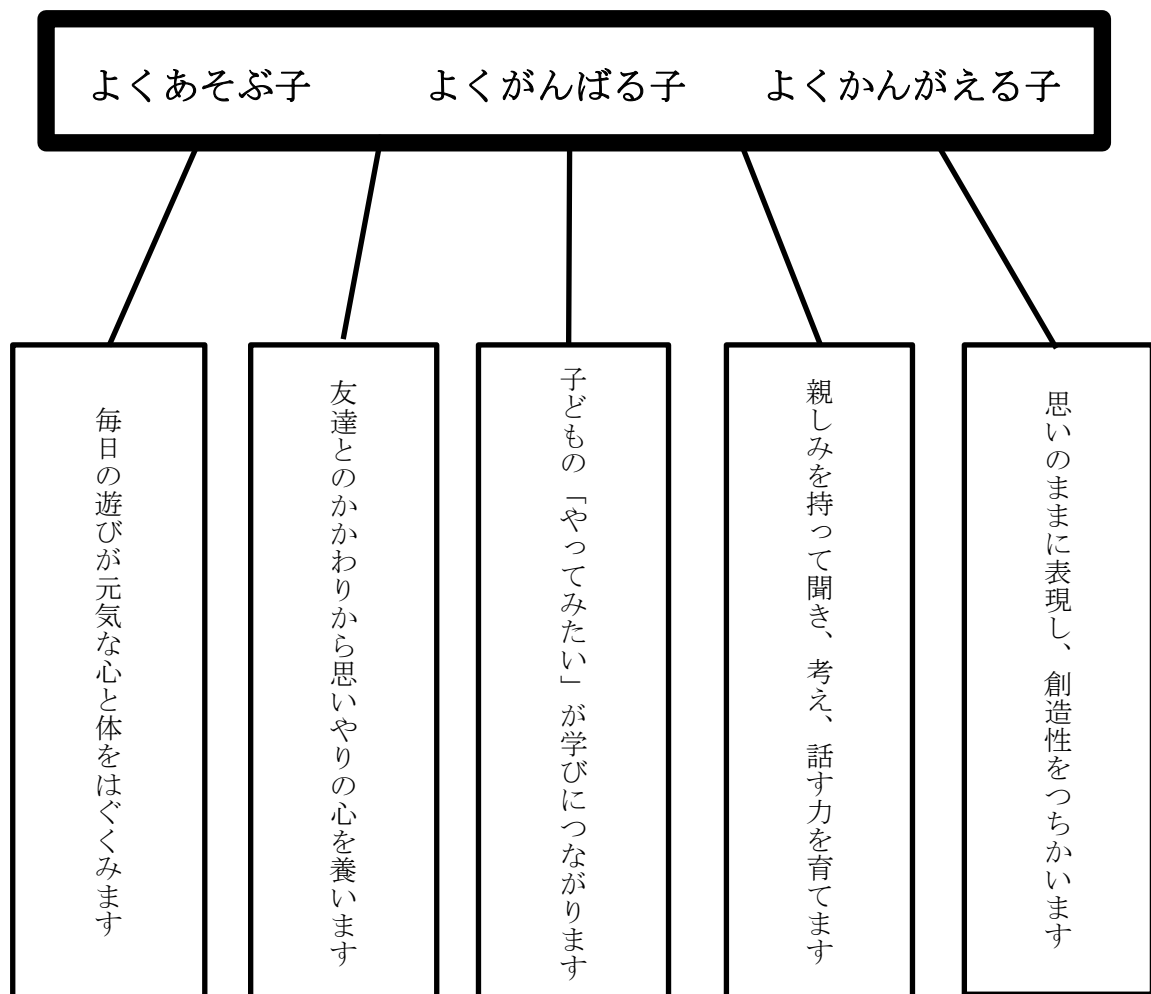 よくあそぶ子　よくがんばる子　よくかんがえる子
思いのままに表現し、創造性をつちかいます
親しみを持って聞き、考え、話す力を育てます
子どもの「やってみたい」が学びにつながります
友達とのかかわりから思いやりの心を養います
毎日の遊びが元気な心と体をはぐくみます